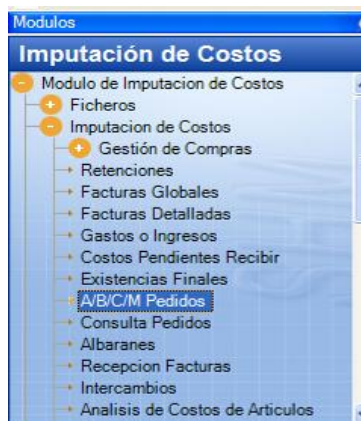 Modulos
Imputación de Costos
Modulo de Imputacion de Costos
Ficheros
Imputacion de Costos
Gestión de Compras
Retenciones
Facturas Globales
Facturas Detalladas
Gastos o Ingresos
Costos Pendientes Recibir
Existencias Finales
A/B/C/M Pedidos
Consulta Pedidos
Albaranes
Recepcion Facturas
Intercambios
Analisis de Costos de Articulos